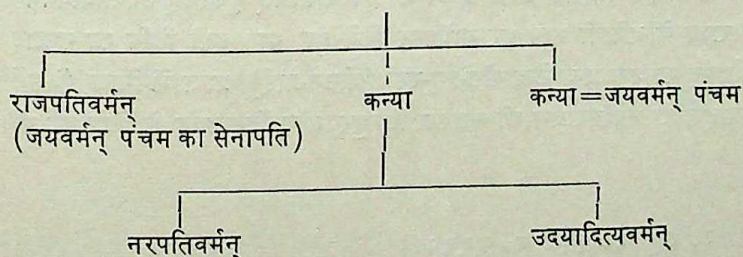 राजपतिवर्मन् कन्या कन्या=जयवर्मन् पंचम
(जयवर्मन् पंचम का सेनापति)
नरपतिवर्मन् उदयादित्यवर्मन्